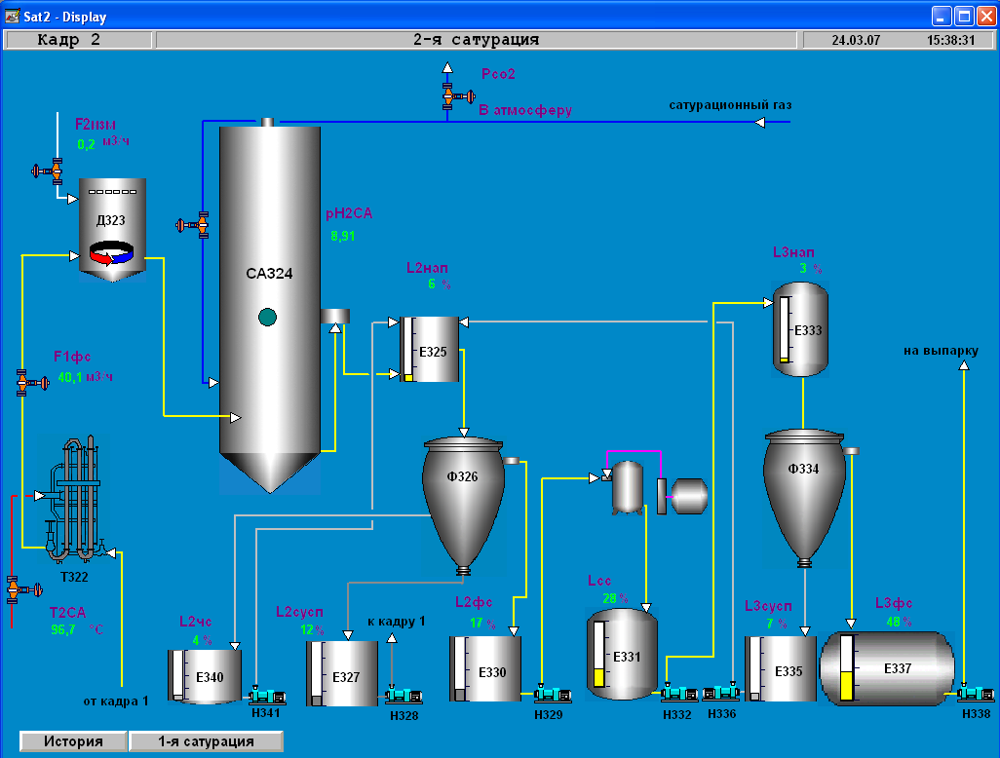 Sat2 - Display
Кадр 2
2-я сатурация
24.03.07 15:38:31
Pco2
В атмосферу
сатурационный газ
F2изм
0,2 м3·ч
Д323
pH2CA
8,91
СА324
L2нап
6 %
L3нап
3 %
Е325
Е333
на выпарку
F1фс
40,1 м3·ч
Ф326
Ф334
Т322
Т2СА
96,7 °C
Lсс
28 %
L2чс
4 %
L2сусп
12 %
к кадру 1
L2фс
17 %
L3сусп
7 %
L3фс
48 %
Е340
Е327
Е330
Е331
Е335
Е337
от кадра 1
Н341
Н328
Н329
Н332
Н336
Н338
История
1-я сатурация